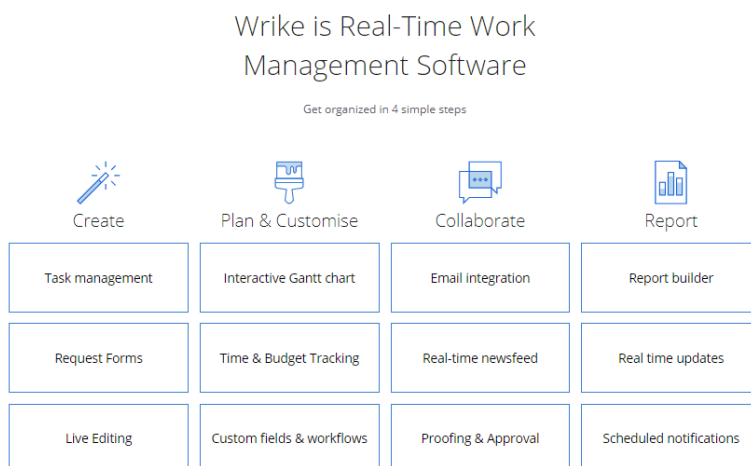 Wrike is Real-Time Work
Management Software
Get organized in 4 simple steps
Create
Plan & Customise
Collaborate
Report
Task management
Interactive Gantt chart
Email integration
Report builder
Request Forms
Time & Budget Tracking
Real-time newsfeed
Real time updates
Live Editing
Custom fields & workflows
Proofing & Approval
Scheduled notifications